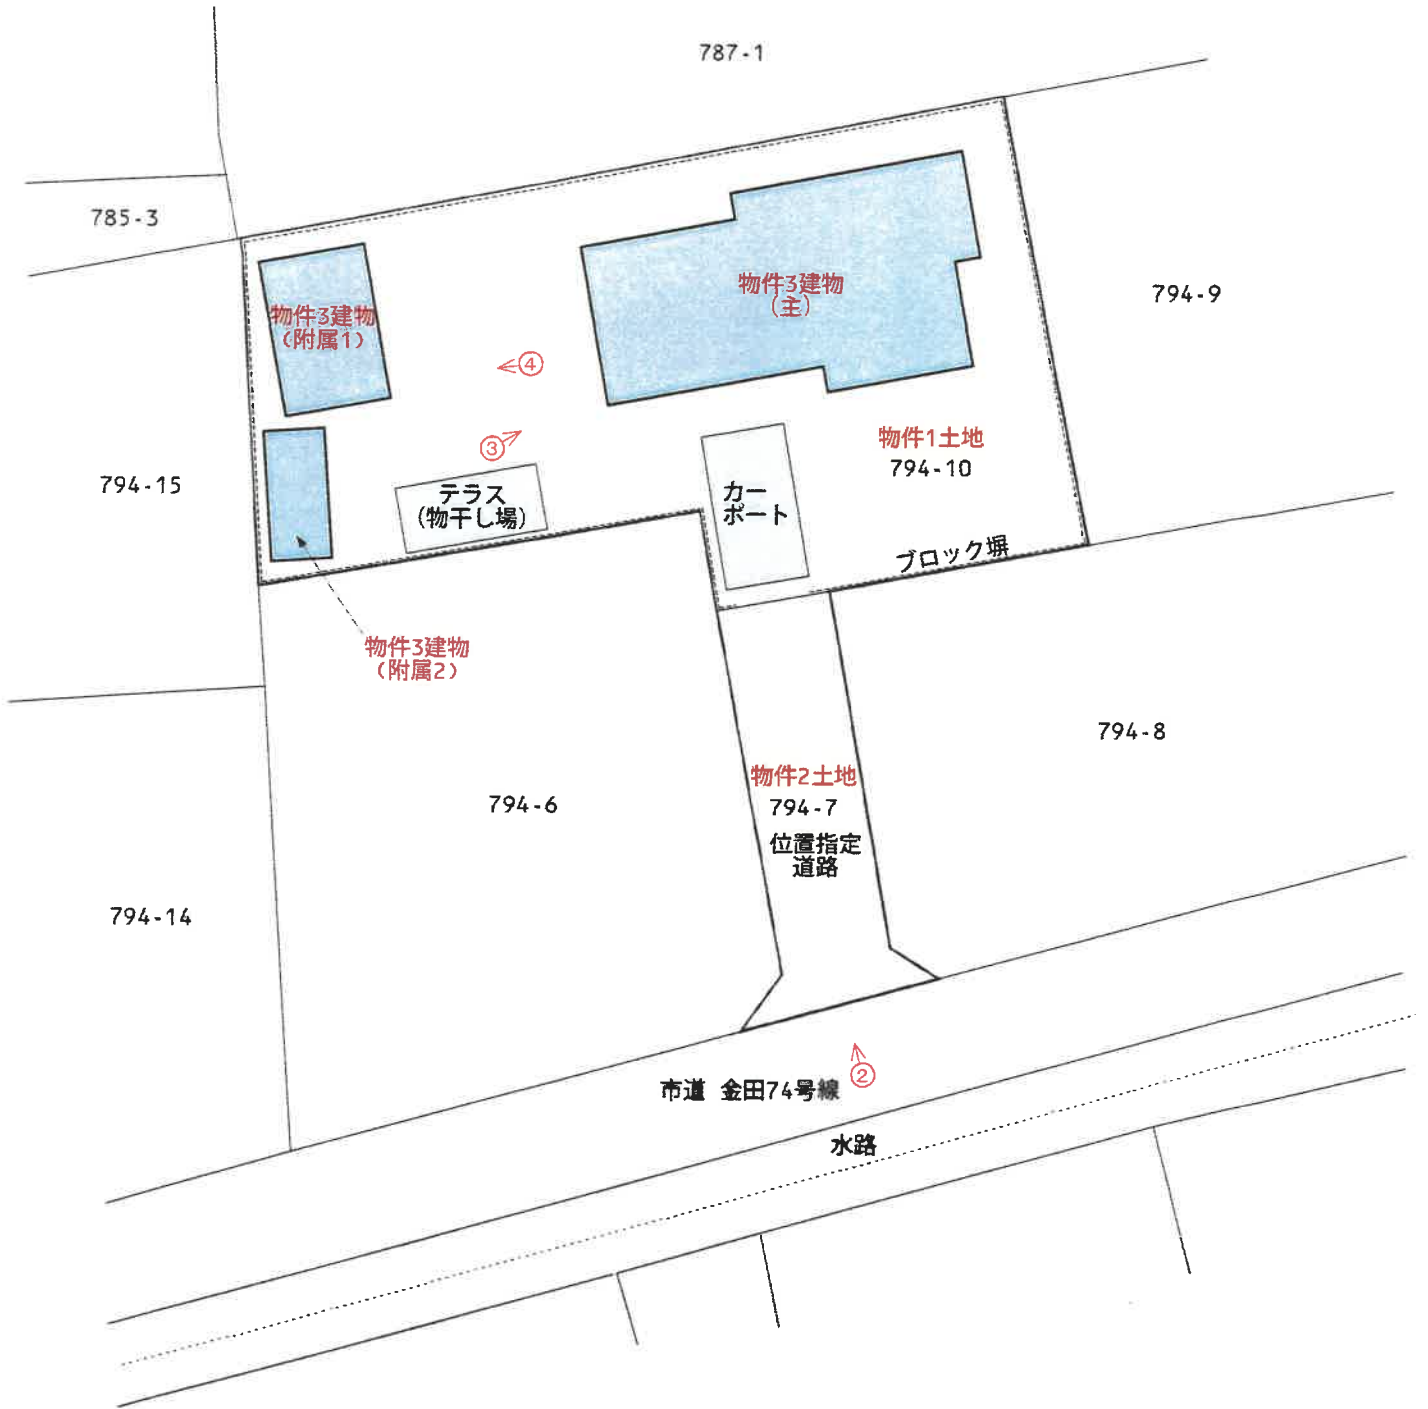 787-1
785-3
物件3建物
（主）
794-9
物件3建物
（附属1）
④
③
物件1土地
794-10
794-15
テラス
（物干し場）
カー
ポート
ブロック塀
物件3建物
（附属2）
794-8
物件2土地
794-7
位置指定
道路
794-6
794-14
②
市道 金田74号線
水路